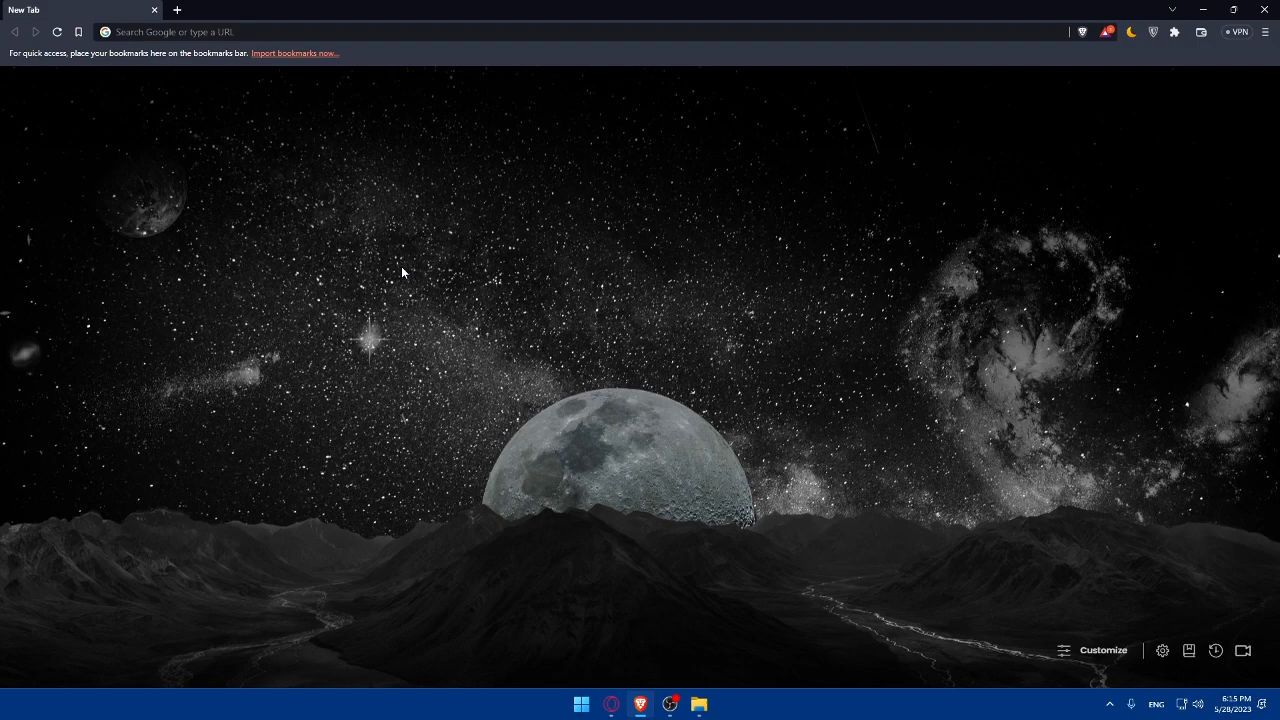 New Tab
Search Google or type a URL
VPN
For quick access, place your bookmarks here on the bookmarks bar. Import bookmarks now...
Customize
ENG
6:15 PM
5/28/2023